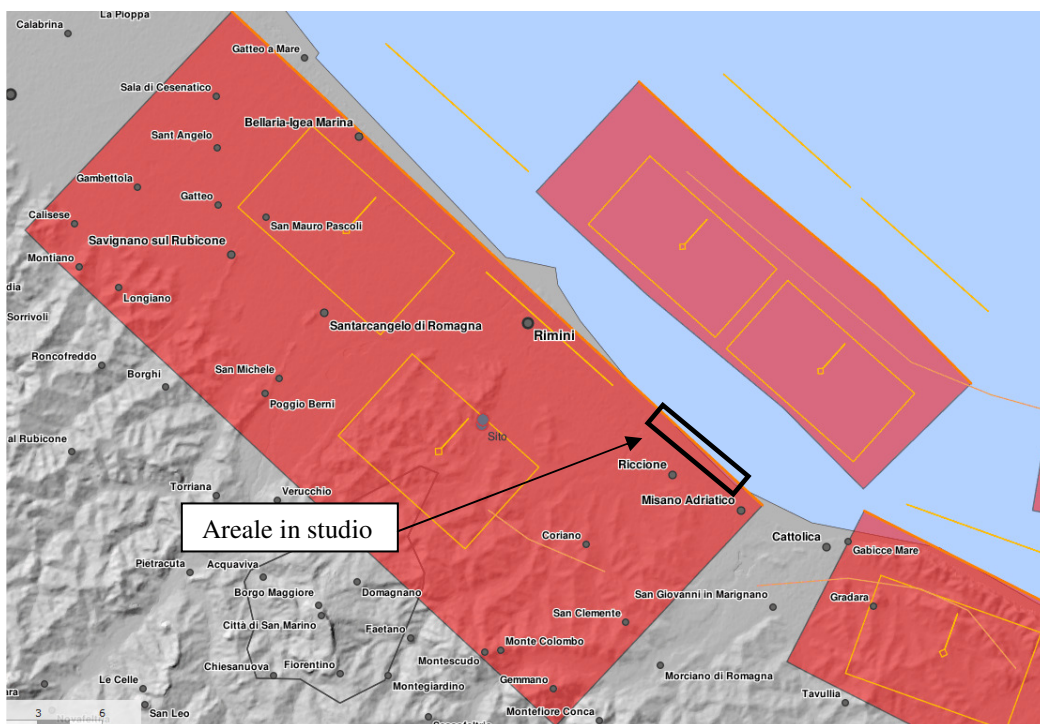 La Pioppa
Calabrina
Gatteo a Mare
Sala di Cesenatico
Bellaria-Igea Marina
Sant Angelo
Gambettola
Gatteo
Calisese
San Mauro Pascoli
Savignano sul Rubicone
Montiano
dia
Longiano
Sorrivoli
Santarcangelo di Romagna
Rimini
Roncofreddo
San Michele
Borghi
Poggio Berni
Sito
al Rubicone
Riccione
Torriana
Verucchio
Misano Adriatico
Areale in studio
Coriano
Cattolica
Gabicce Mare
Pietracuta
Acquaviva
Domagnano
Borgo Maggiore
San Giovanni in Marignano
Gradara
Città di San Marino
San Clemente
Faetano
Monte Colombo
Chiesanuova
Fiorentino
Montescudo
Morciano di Romagna
Le Celle
Montegiardino
Gemmano
Tavullia
ara
San Leo
Montefiore Conca
3 6